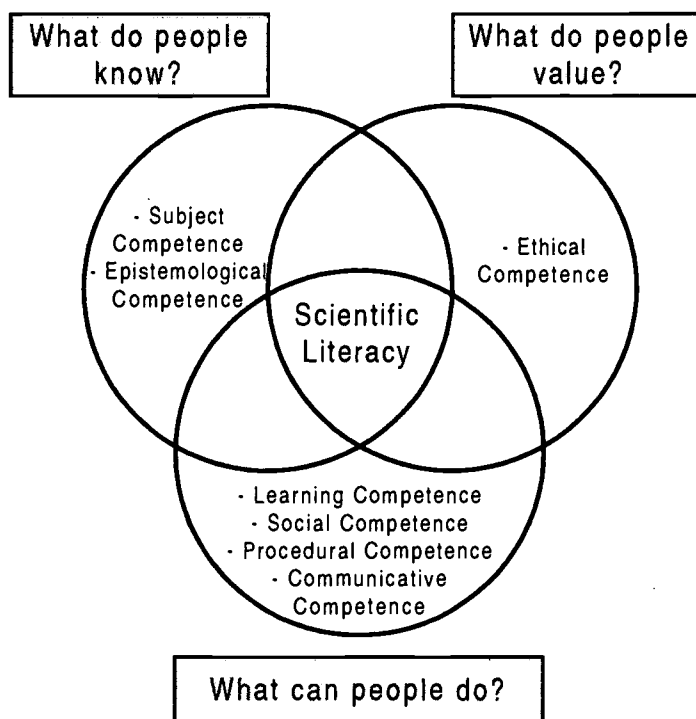 What do people
know?
What do people
value?
- Subject
Competence
- Epistemological
Competence
- Ethical
Competence
Scientific
Literacy
- Learning Competence
- Social Competence
- Procedural Competence
- Communicative
Competence
What can people do?